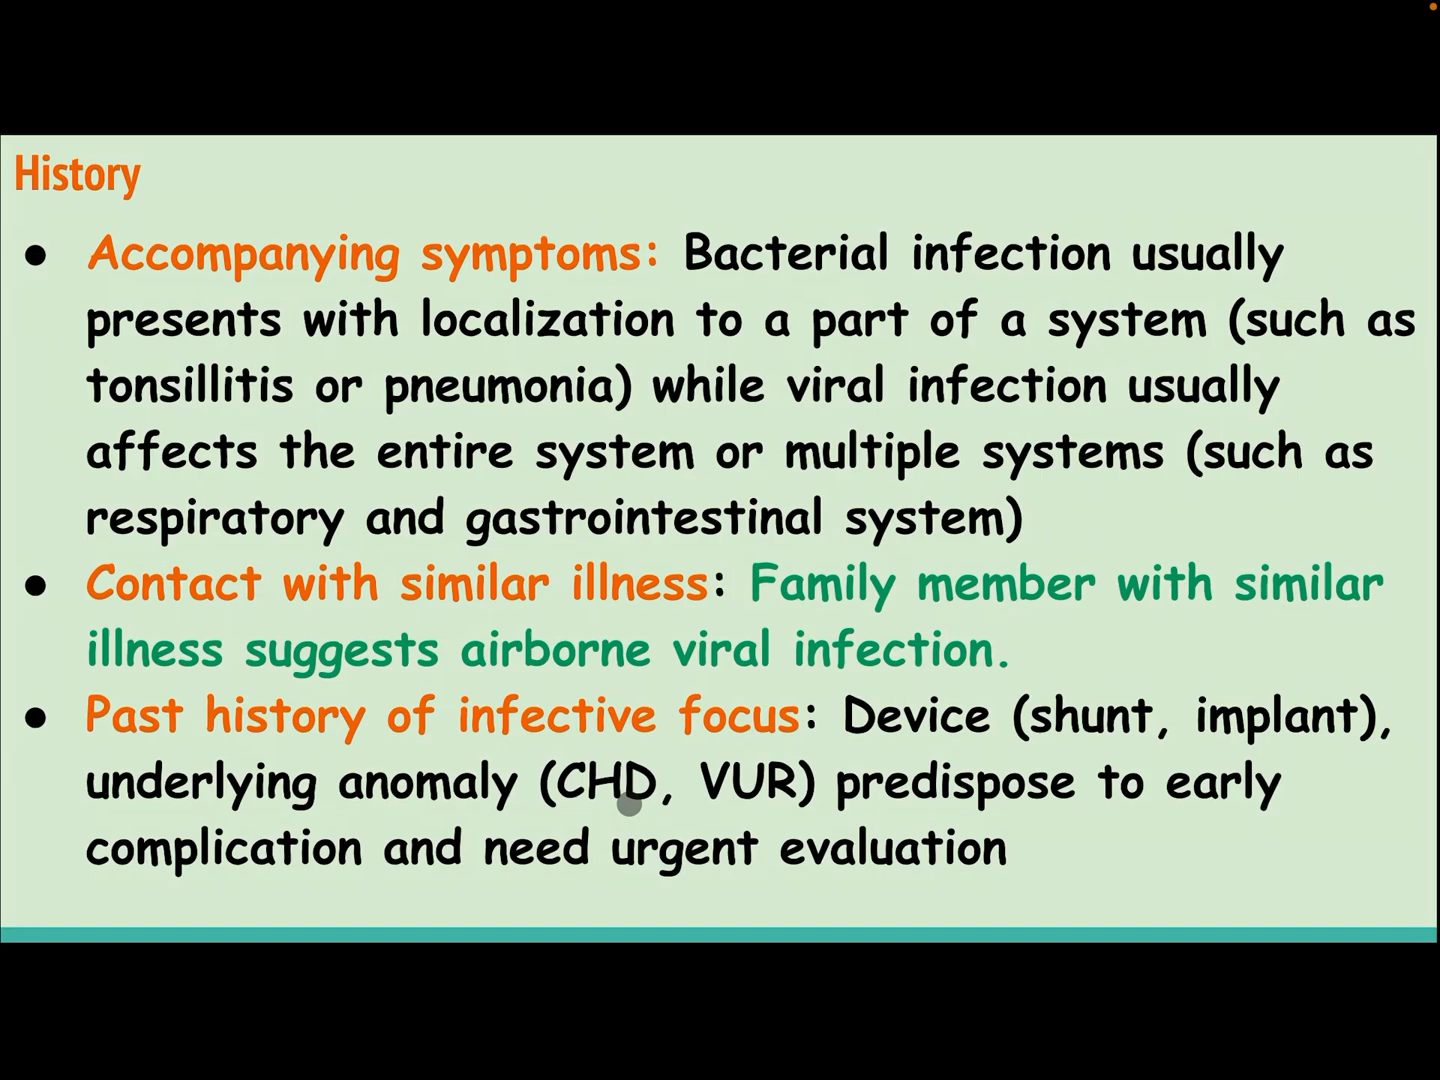 History
● Accompanying symptoms: Bacterial infection usually
presents with localization to a part of a system (such as
tonsillitis or pneumonia) while viral infection usually
affects the entire system or multiple systems (such as
respiratory and gastrointestinal system)
● Contact with similar illness: Family member with similar
illness suggests airborne viral infection.
● Past history of infective focus: Device (shunt, implant),
underlying anomaly (CHD, VUR) predispose to early
complication and need urgent evaluation